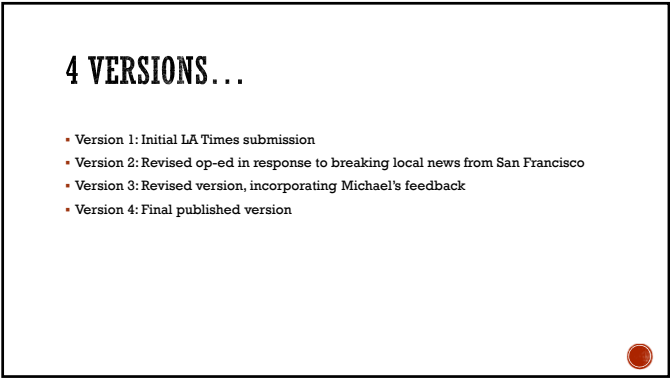 4 VERSIONS...
▪ Version 1: Initial LA Times submission
▪ Version 2: Revised op-ed in response to breaking local news from San Francisco
▪ Version 3: Revised version, incorporating Michael's feedback
▪ Version 4: Final published version